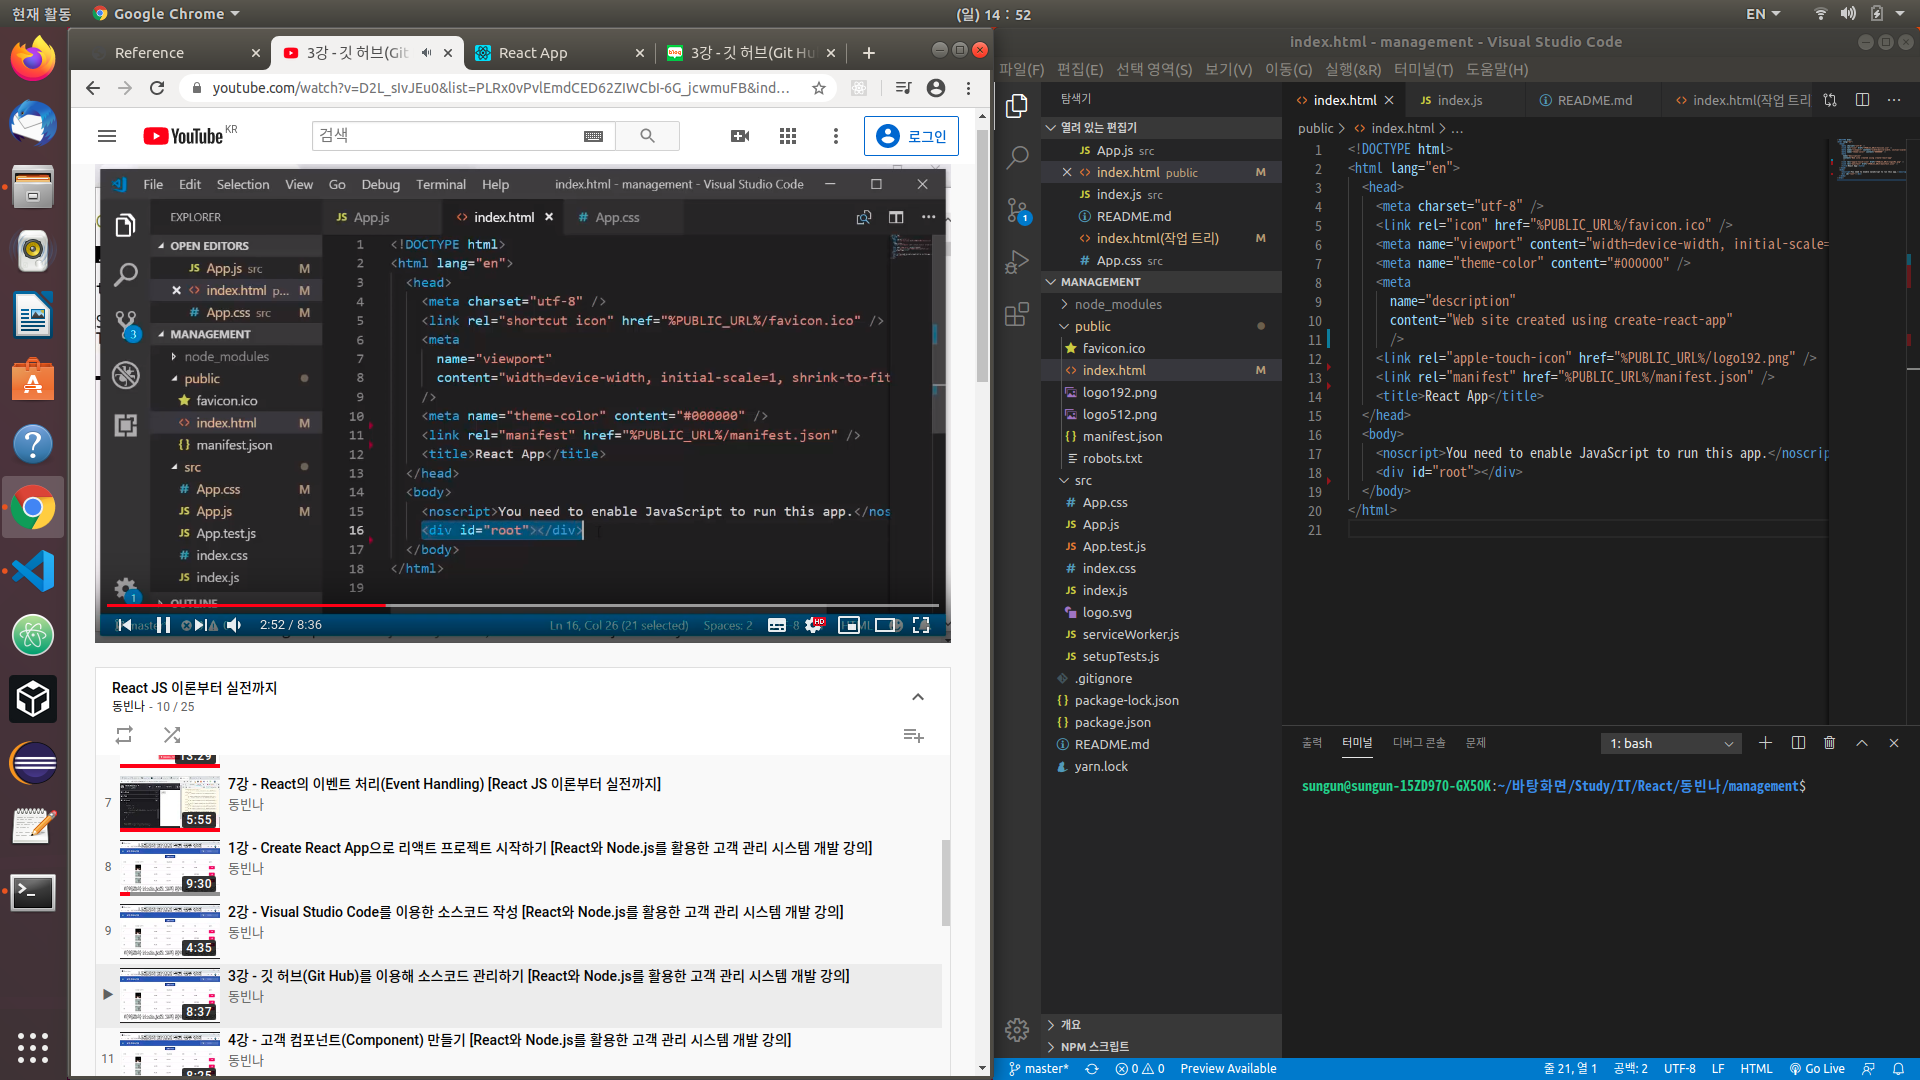 현재 활동
Google Chrome
(일) 14 : 52
EN
Reference
3강 - 깃 허브(Git
React App
3강 - 깃 허브(Git Hu
youtube.com/watch?v=D2L_sIvJEu0&list=PLRx0vPvlEmdCED62ZIWCbI-6G_jcwmuFB&ind...
YouTube KR
검색
로그인
File Edit Selection View Go Debug Terminal Help
index.html - management - Visual Studio Code
EXPLORER
App.js
index.html
App.css
OPEN EDITORS
App.js src M
index.html p... M
App.css src M
3
MANAGEMENT
node_modules
public
favicon.ico
index.html M
manifest.json
src
App.css M
App.js M
App.test.js
index.css
index.js
OUTLINE
1
1 <!DOCTYPE html>
2 <html lang="en">
3 <head>
4 <meta charset="utf-8" />
5 <link rel="shortcut icon" href="%PUBLIC_URL%/favicon.ico" />
6 <meta
7 name="viewport"
8 content="width=device-width, initial-scale=1, shrink-to-fit
9 />
10 <meta name="theme-color" content="#000000" />
11 <link rel="manifest" href="%PUBLIC_URL%/manifest.json" />
12 <title>React App</title>
13 </head>
14 <body>
15 <noscript>You need to enable JavaScript to run this app.</nos
16 <div id="root"></div>
17 </body>
18 </html>
19
2:52 / 8:36
Ln 16, Col 26 (21 selected) Spaces: 2
HD
React JS 이론부터 실전까지
동빈나 - 10 / 25
13:29
7
5:55
7강 - React의 이벤트 처리(Event Handling) [React JS 이론부터 실전까지]
동빈나
8
9:30
1강 - Create React App으로 리액트 프로젝트 시작하기 [React와 Node.js를 활용한 고객 관리 시스템 개발 강의]
동빈나
9
4:35
2강 - Visual Studio Code를 이용한 소스코드 작성 [React와 Node.js를 활용한 고객 관리 시스템 개발 강의]
동빈나
8:37
3강 - 깃 허브(Git Hub)를 이용해 소스코드 관리하기 [React와 Node.js를 활용한 고객 관리 시스템 개발 강의]
동빈나
11
8:25
4강 - 고객 컴포넌트(Component) 만들기 [React와 Node.js를 활용한 고객 관리 시스템 개발 강의]
동빈나
index.html - management - Visual Studio Code
파일(F) 편집(E) 선택 영역(S) 보기(V) 이동(G) 실행(&R) 터미널(T) 도움말(H)
탐색기
열려 있는 편집기
App.js src
index.html public M
index.js src
README.md
index.html(작업 트리) M
App.css src
1
MANAGEMENT
node_modules
public
favicon.ico
index.html M
logo192.png
logo512.png
manifest.json
robots.txt
src
App.css
App.js
App.test.js
index.css
index.js
logo.svg
serviceWorker.js
setupTests.js
.gitignore
package-lock.json
package.json
README.md
yarn.lock
개요
NPM 스크립트
index.html
index.js
README.md
index.html(작업 트리
public > index.html > ...
1 <!DOCTYPE html>
2 <html lang="en">
3 <head>
4 <meta charset="utf-8" />
5 <link rel="icon" href="%PUBLIC_URL%/favicon.ico" />
6 <meta name="viewport" content="width=device-width, initial-scale=
7 <meta name="theme-color" content="#000000" />
8 <meta
9 name="description"
10 content="Web site created using create-react-app"
11 />
12 <link rel="apple-touch-icon" href="%PUBLIC_URL%/logo192.png" />
13 <link rel="manifest" href="%PUBLIC_URL%/manifest.json" />
14 <title>React App</title>
15 </head>
16 <body>
17 <noscript>You need to enable JavaScript to run this app.</noscrip
18 <div id="root"></div>
19 </body>
20 </html>
21
출력 터미널 디버그 콘솔 문제
1: bash
sungun@sungun-15ZD970-GX50K:~/바탕화면/Study/IT/React/동빈나/management$
master* 0 0 Preview Available
줄 21, 열 1 공백: 2 UTF-8 LF HTML Go Live